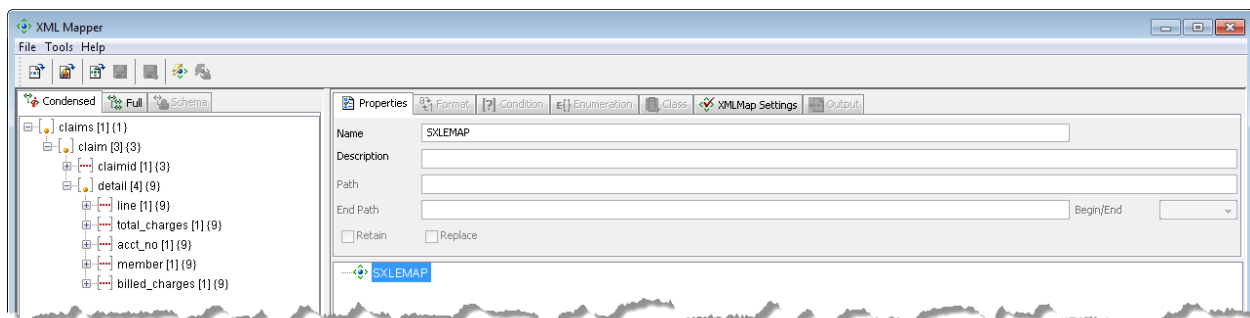 XML Mapper
File Tools Help
Condensed Full Schema
claims [1] {1}
claim [3] {3}
claimid [1] {3}
detail [4] {9}
line [1] {9}
total_charges [1] {9}
acct_no [1] {9}
member [1] {9}
billed_charges [1] {9}
Properties Format [?] Condition E{} Enumeration Class XMLMap Settings Output
Name SXLEMAP
Description
Path
End Path Begin/End
Retain Replace
SXLEMAP